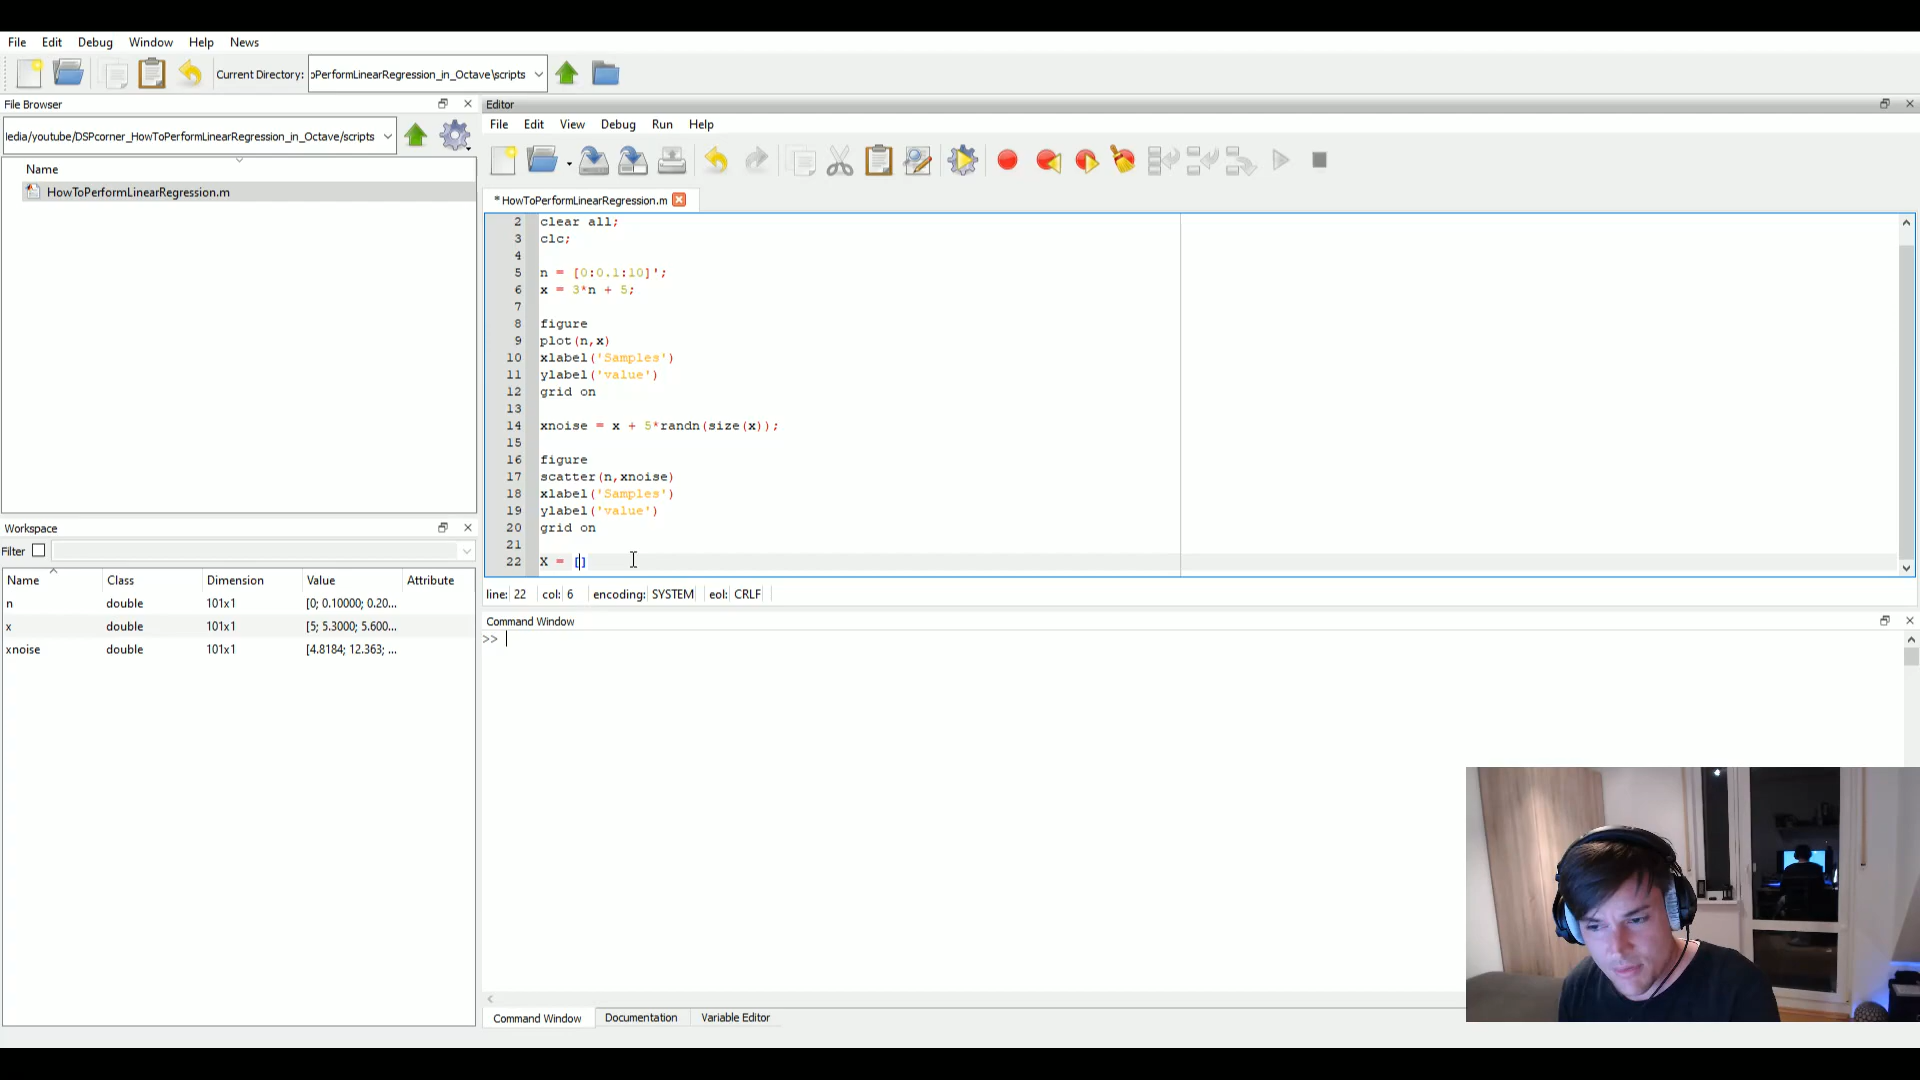 File Edit Debug Window Help News
Current Directory: oPerformLinearRegression_in_Octave\scripts
File Browser
ledia/youtube/DSPcorner_HowToPerformLinearRegression_in_Octave/scripts
Name
HowToPerformLinearRegression.m
Workspace
Filter
Name Class Dimension Value Attribute
n double 101x1 [0; 0.10000; 0.20...
x double 101x1 [5; 5.3000; 5.600...
xnoise double 101x1 [4.8184; 12.363; ...
Editor
File Edit View Debug Run Help
* HowToPerformLinearRegression.m
2 clear all;
3 clc;
4
5 n = [0:0.1:10]';
6 x = 3*n + 5;
7
8 figure
9 plot(n,x)
10 xlabel('Samples')
11 ylabel('value')
12 grid on
13
14 xnoise = x + 5*randn(size(x));
15
16 figure
17 scatter(n,xnoise)
18 xlabel('Samples')
19 ylabel('value')
20 grid on
21
22 X = []
line: 22 col: 6 encoding: SYSTEM eol: CRLF
Command Window
>>
Command Window Documentation Variable Editor